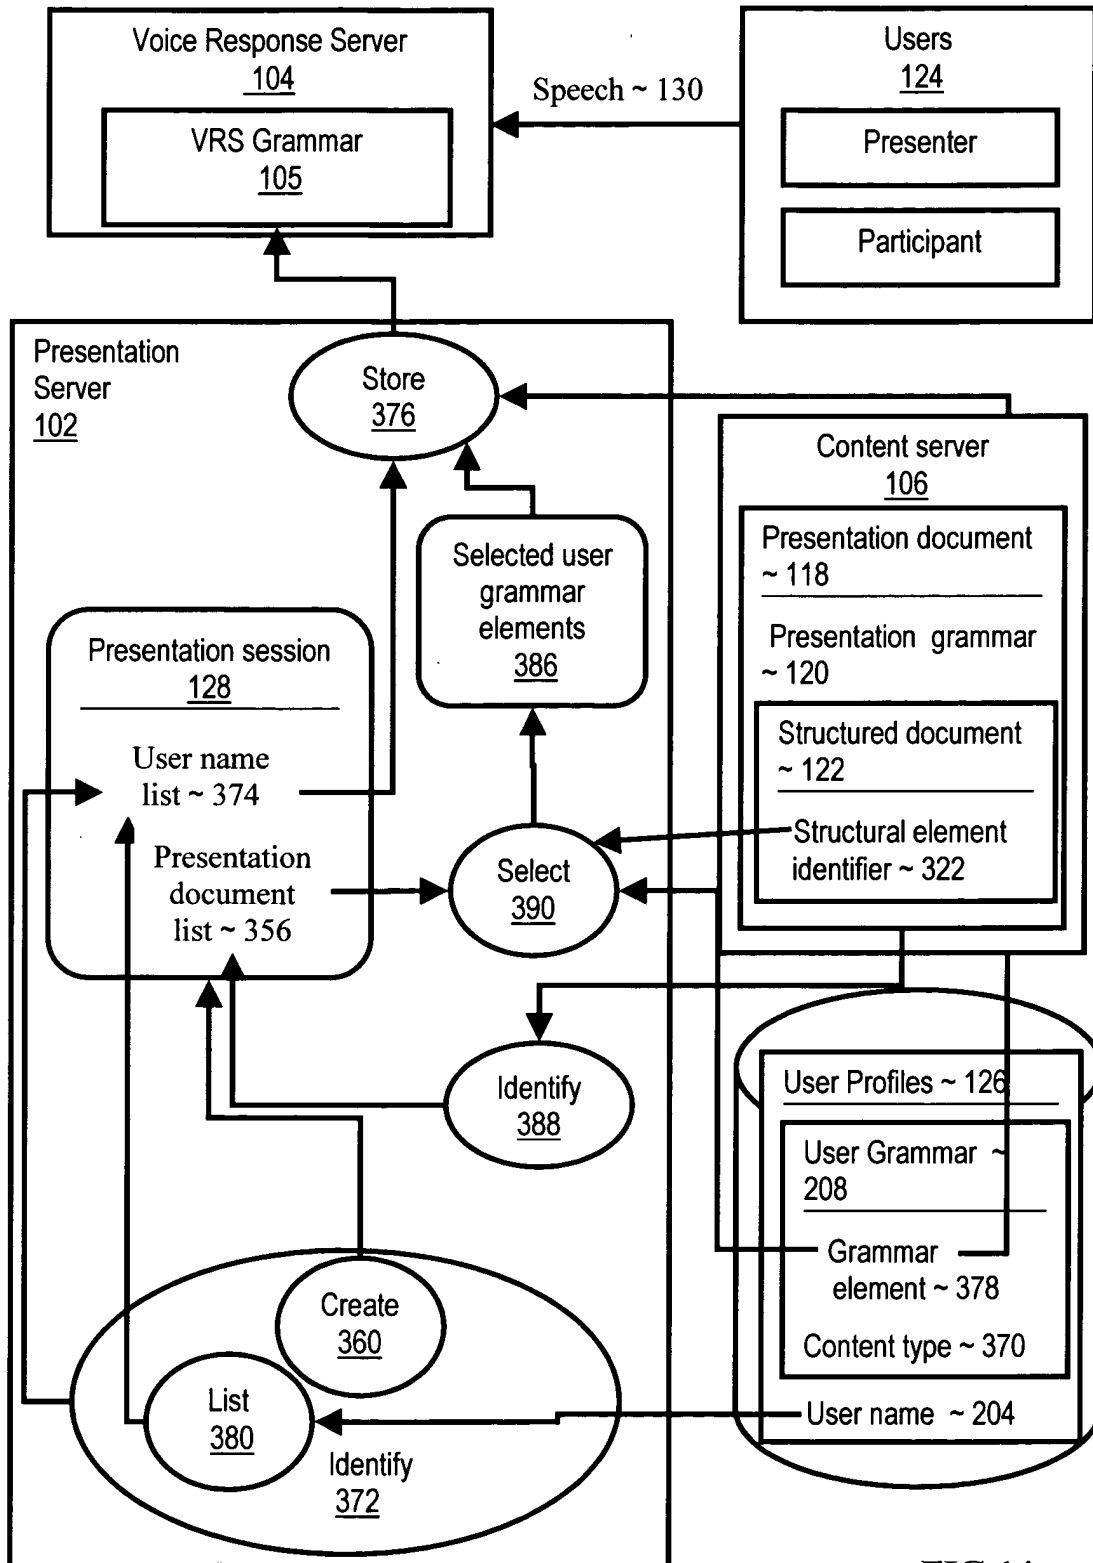 Voice Response Server
104
VRS Grammar
105
Speech ~ 130
Users
124
Presenter
Participant
Presentation
Server
102
Store
376
Content server
106
Presentation document
~ 118
Presentation grammar
~ 120
Structured document
~ 122
Structural element
identifier ~ 322
Selected user
grammar
elements
386
Presentation session
128
User name
list ~ 374
Presentation
document
list ~ 356
Select
390
Identify
388
User Profiles ~ 126
User Grammar ~
208
Grammar
element ~ 378
Content type ~ 370
User name ~ 204
Create
360
List
380
Identify
372